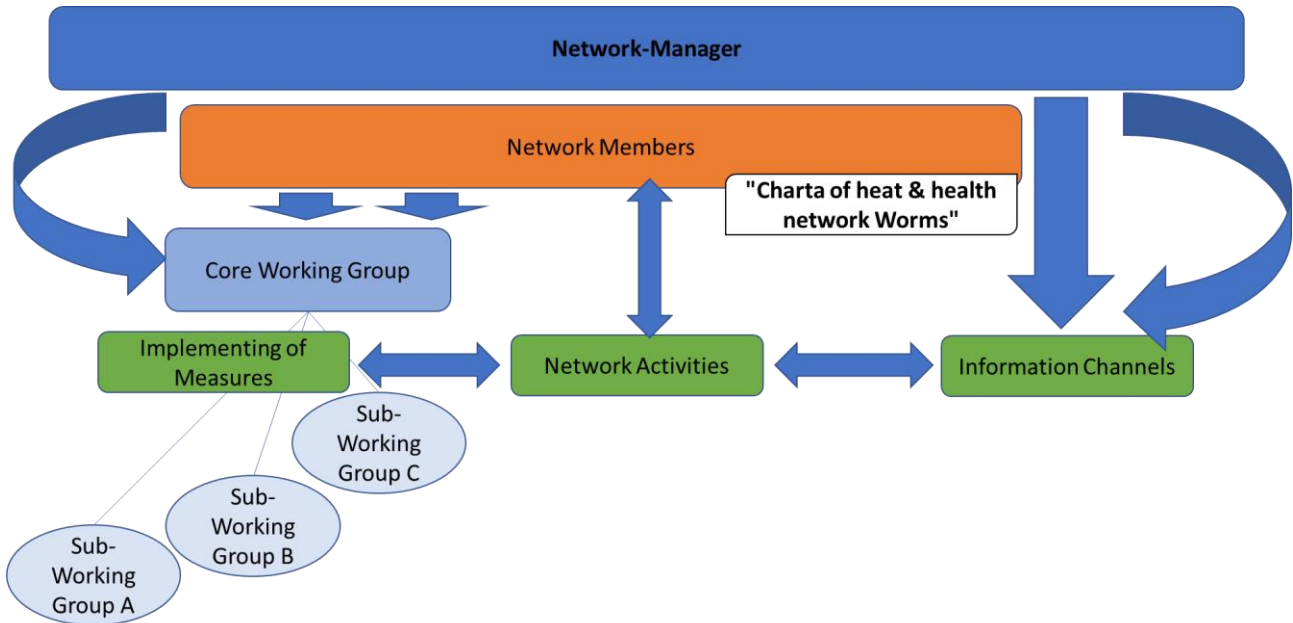 Network-Manager
Network Members
"Charta of heat & health
network Worms"
Core Working Group
Implementing of
Measures
Network Activities
Information Channels
Sub-
Working
Group C
Sub-
Working
Group B
Sub-
Working
Group A